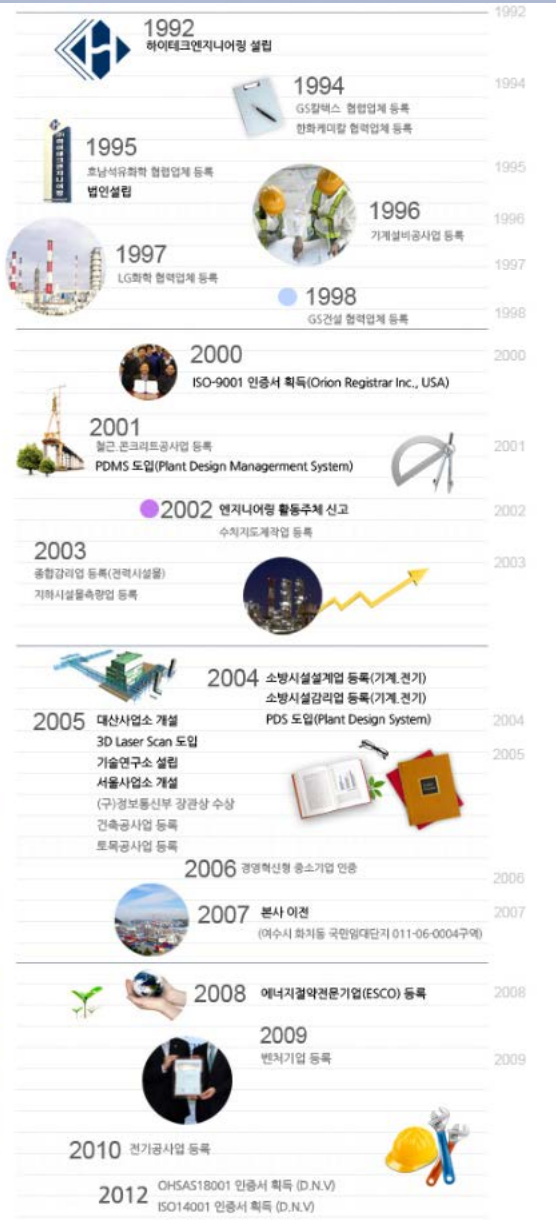 1992
하이테크엔지니어링 설립
1992
1994
GS칼텍스 협협업체 등록
한화케미칼 협력업체 등록
1994
1995
호남석유화학 협협업체 등록
법인설립
1995
1996
기계설비공사업 등록
1996
1997
LG화학 협력업체 등록
1997
1998
GS건설 협력업체 등록
1998
2000
ISO-9001 인증서 획득(Orion Registrar Inc., USA)
2000
2001
철근.콘크리트공사업 등록
PDMS 도입(Plant Design Managerment System)
2001
2002 엔지니어링 활동주체 신고
수치지도제작업 등록
2002
2003
종합감리업 등록(전력시설물)
지하시설물측량업 등록
2003
2004 소방시설설계업 등록(기계.전기)
소방시설감리업 등록(기계.전기)
PDS 도입(Plant Design System)
2004
2005 대산사업소 개설
3D Laser Scan 도입
기술연구소 설립
서울사업소 개설
(구)정보통신부 장관상 수상
건축공사업 등록
토목공사업 등록
2005
2006 경영혁신형 중소기업 인증
2006
2007 본사 이전
(여수시 화치동 국민임대단지 011-06-0004구역)
2007
2008 에너지절약전문기업(ESCO) 등록
2008
2009
벤처기업 등록
2009
2010 전기공사업 등록
2012 OHSAS18001 인증서 획득 (D.N.V)
ISO14001 인증서 획득 (D.N.V)